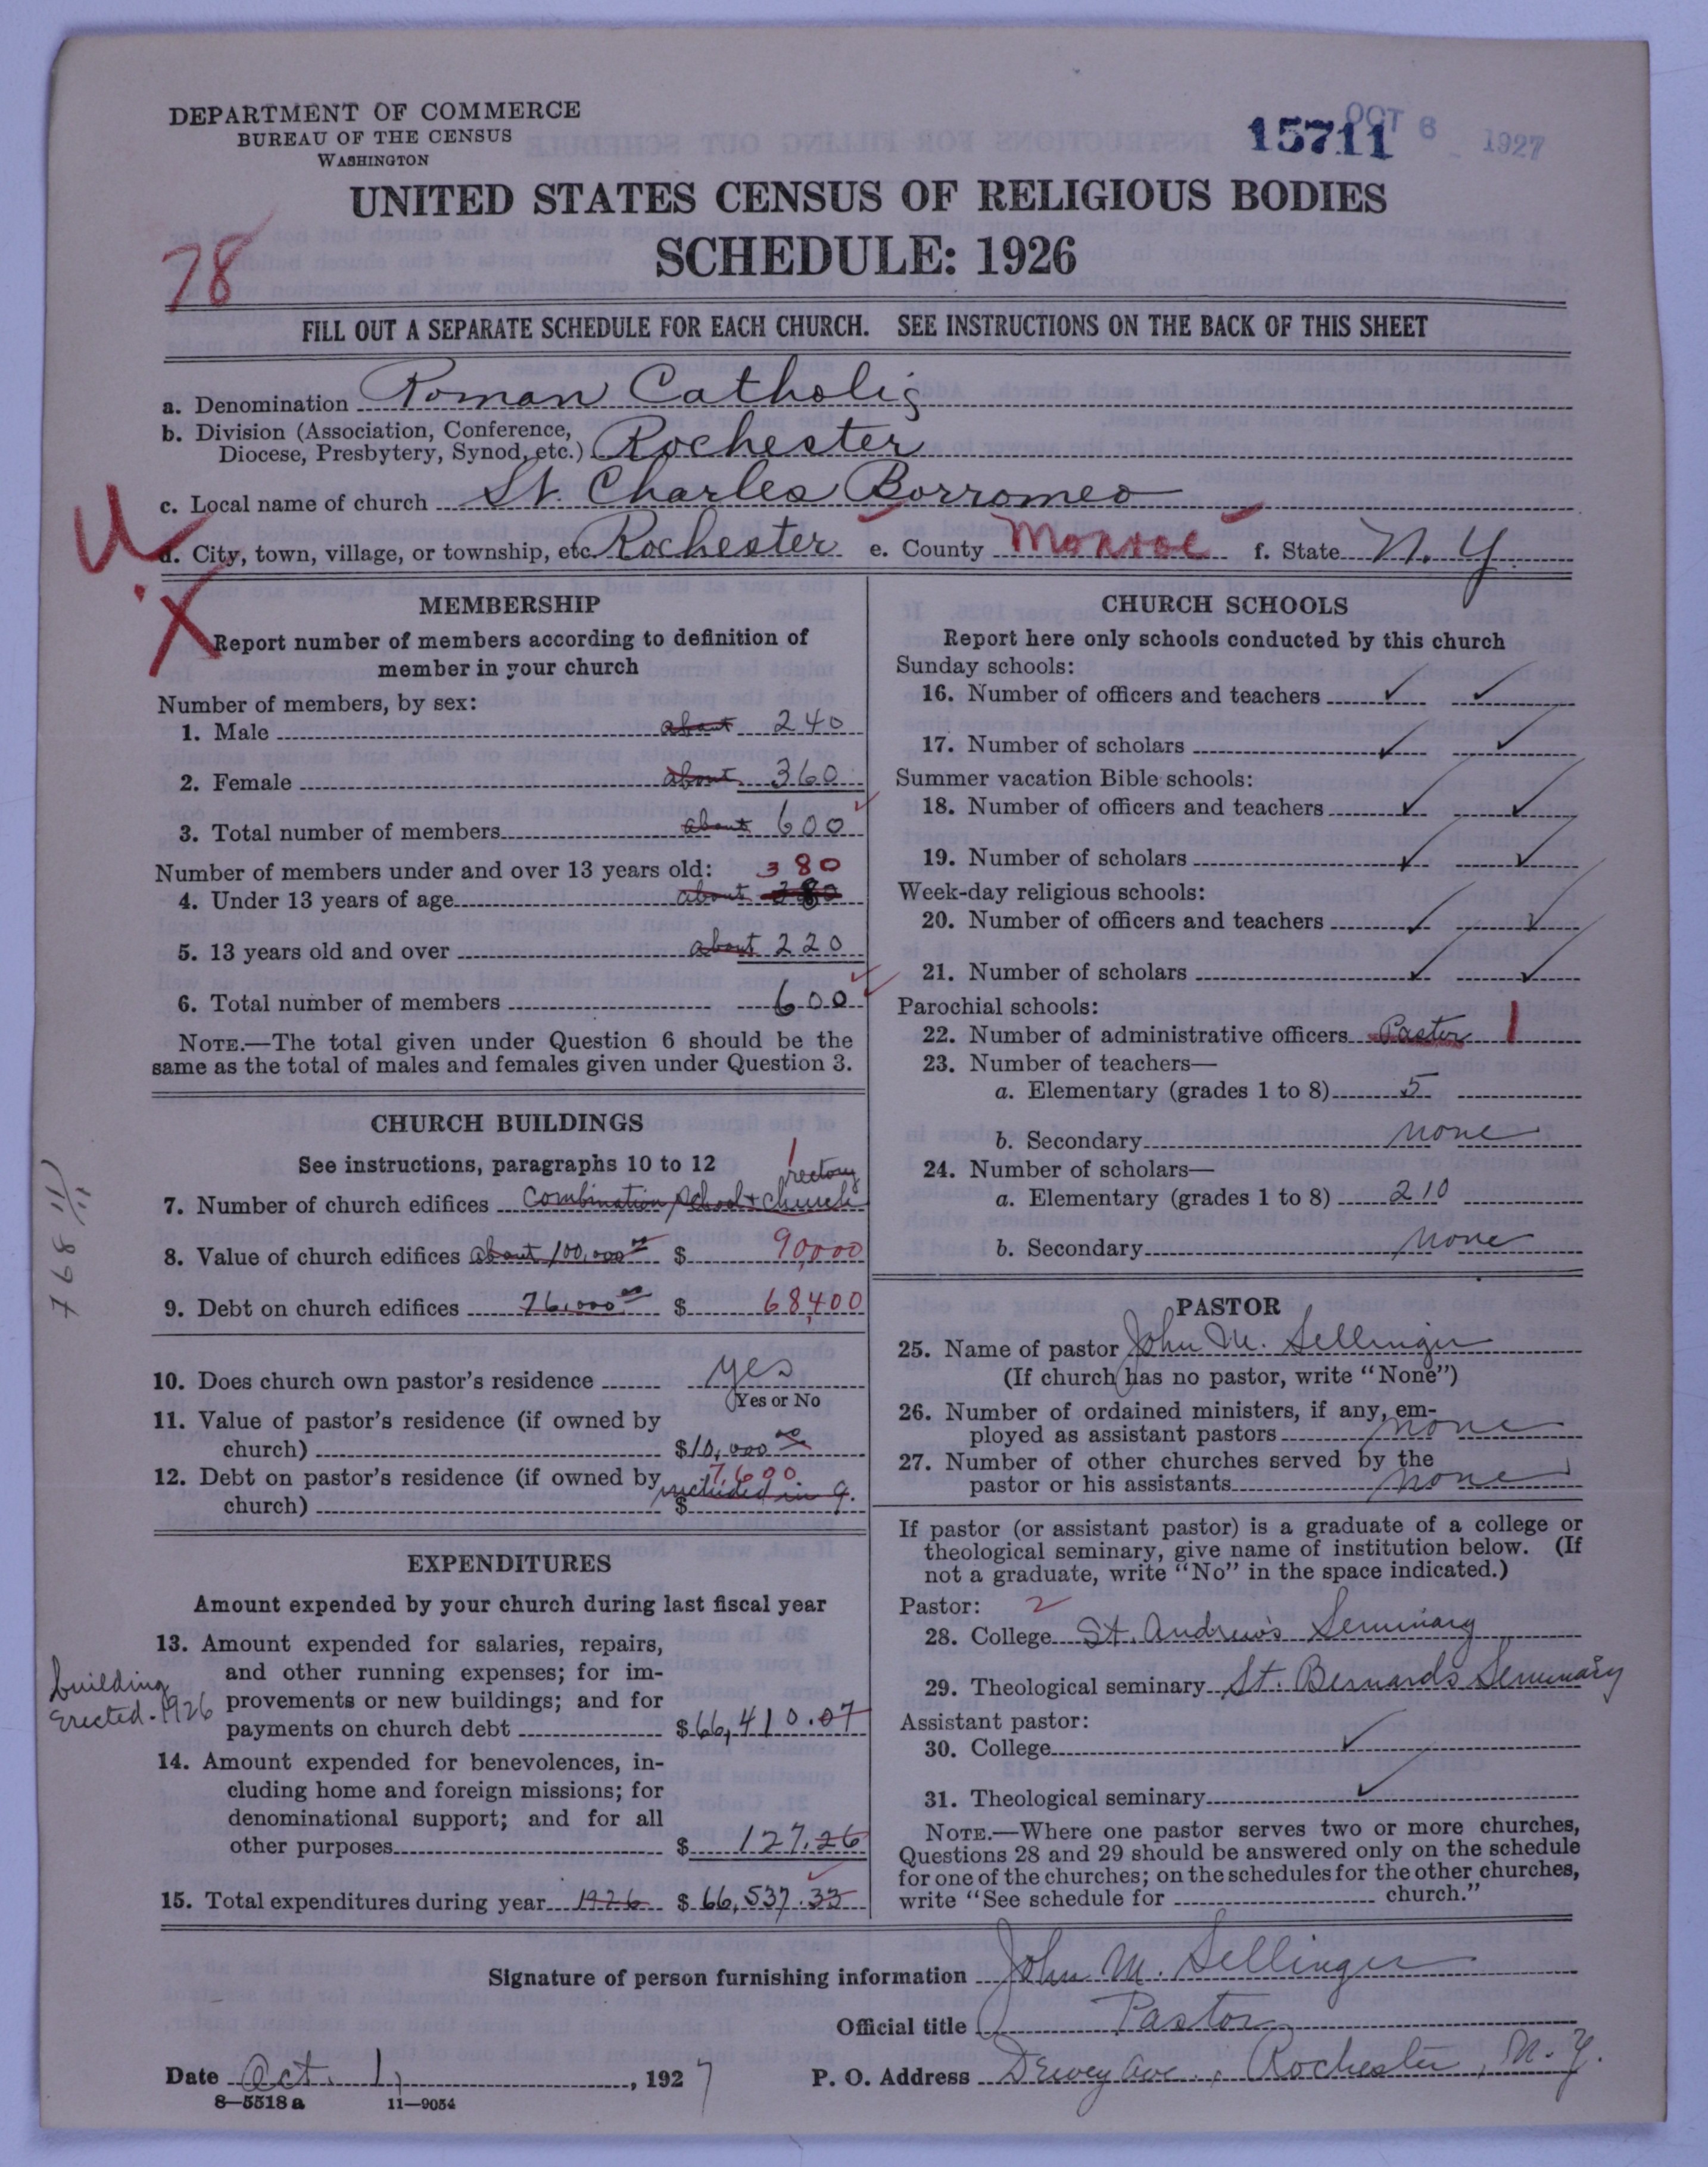 DEPARTMENT OF COMMERCE
BUREAU OF THE CENSUS
WASHINGTON
15711
OCT 6 1927
UNITED STATES CENSUS OF RELIGIOUS BODIES
SCHEDULE: 1926
78
FILL OUT A SEPARATE SCHEDULE FOR EACH CHURCH. SEE INSTRUCTIONS ON THE BACK OF THIS SHEET
a. Denomination Roman Catholic
b. Division (Association, Conference,
Diocese, Presbytery, Synod, etc.) Rochester
c. Local name of church St. Charles Borromeo
d. City, town, village, or township, etc. Rochester e. County Monroe f. State N. Y.
X
MEMBERSHIP
Report number of members according to definition of
member in your church
Number of members, by sex:
1. Male about 240
2. Female about 360
3. Total number of members about 600
Number of members under and over 13 years old: 380
4. Under 13 years of age about 380
5. 13 years old and over about 220
6. Total number of members 600
NOTE.—The total given under Question 6 should be the
same as the total of males and females given under Question 3.
CHURCH BUILDINGS
See instructions, paragraphs 10 to 12
1
rectory
7. Number of church edifices Combination school + church
8. Value of church edifices about 100,000 00 $ 90,000
9. Debt on church edifices 76,000 00 $ 68,400
10. Does church own pastor's residence yes
Yes or No
11. Value of pastor's residence (if owned by
church) $10,000 00
12. Debt on pastor's residence (if owned by 7,600
church) $ included in 9.
768 11/11
EXPENDITURES
Amount expended by your church during last fiscal year
13. Amount expended for salaries, repairs,
and other running expenses; for im-
provements or new buildings; and for
payments on church debt $66,410.07
building
Erected-1926
14. Amount expended for benevolences, in-
cluding home and foreign missions; for
denominational support; and for all
other purposes $ 127.26
15. Total expenditures during year 1926 $ 66,537.33
CHURCH SCHOOLS
Report here only schools conducted by this church
Sunday schools:
16. Number of officers and teachers
17. Number of scholars
Summer vacation Bible schools:
18. Number of officers and teachers
19. Number of scholars
Week-day religious schools:
20. Number of officers and teachers
21. Number of scholars
Parochial schools:
22. Number of administrative officers Pastor 1
23. Number of teachers—
a. Elementary (grades 1 to 8) 5
b. Secondary none
24. Number of scholars—
a. Elementary (grades 1 to 8) 210
b. Secondary none
PASTOR
25. Name of pastor John M. Sellinger
(If church has no pastor, write "None")
26. Number of ordained ministers, if any, em-
ployed as assistant pastors none
27. Number of other churches served by the
pastor or his assistants none
If pastor (or assistant pastor) is a graduate of a college or
theological seminary, give name of institution below. (If
not a graduate, write "No" in the space indicated.)
Pastor: 2
28. College St. Andrew's Seminary
29. Theological seminary St. Bernards Seminary
Assistant pastor:
30. College
31. Theological seminary
NOTE.—Where one pastor serves two or more churches,
Questions 28 and 29 should be answered only on the schedule
for one of the churches; on the schedules for the other churches,
write "See schedule for church."
Signature of person furnishing information John M. Sellinger
Official title Pastor
Date Oct. 1, 1927 P. O. Address Dewey Ave., Rochester, N. Y.
8—5518 a 11—9054